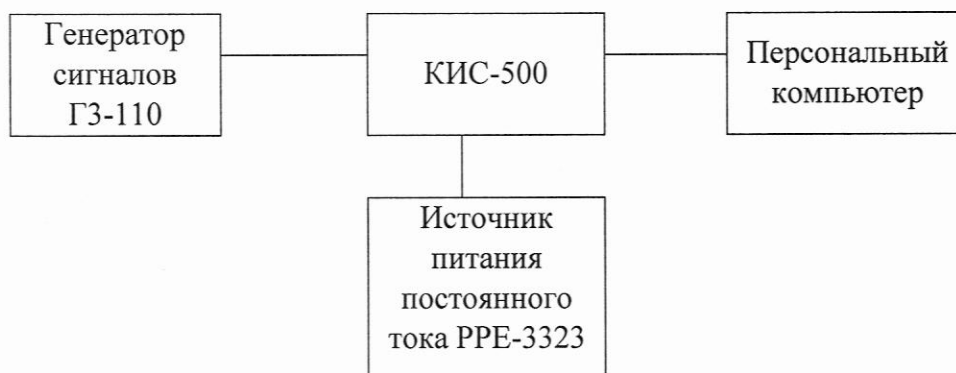 Генератор
сигналов
Г3-110
КИС-500
Персональный
компьютер
Источник
питания
постоянного
тока PPE-3323